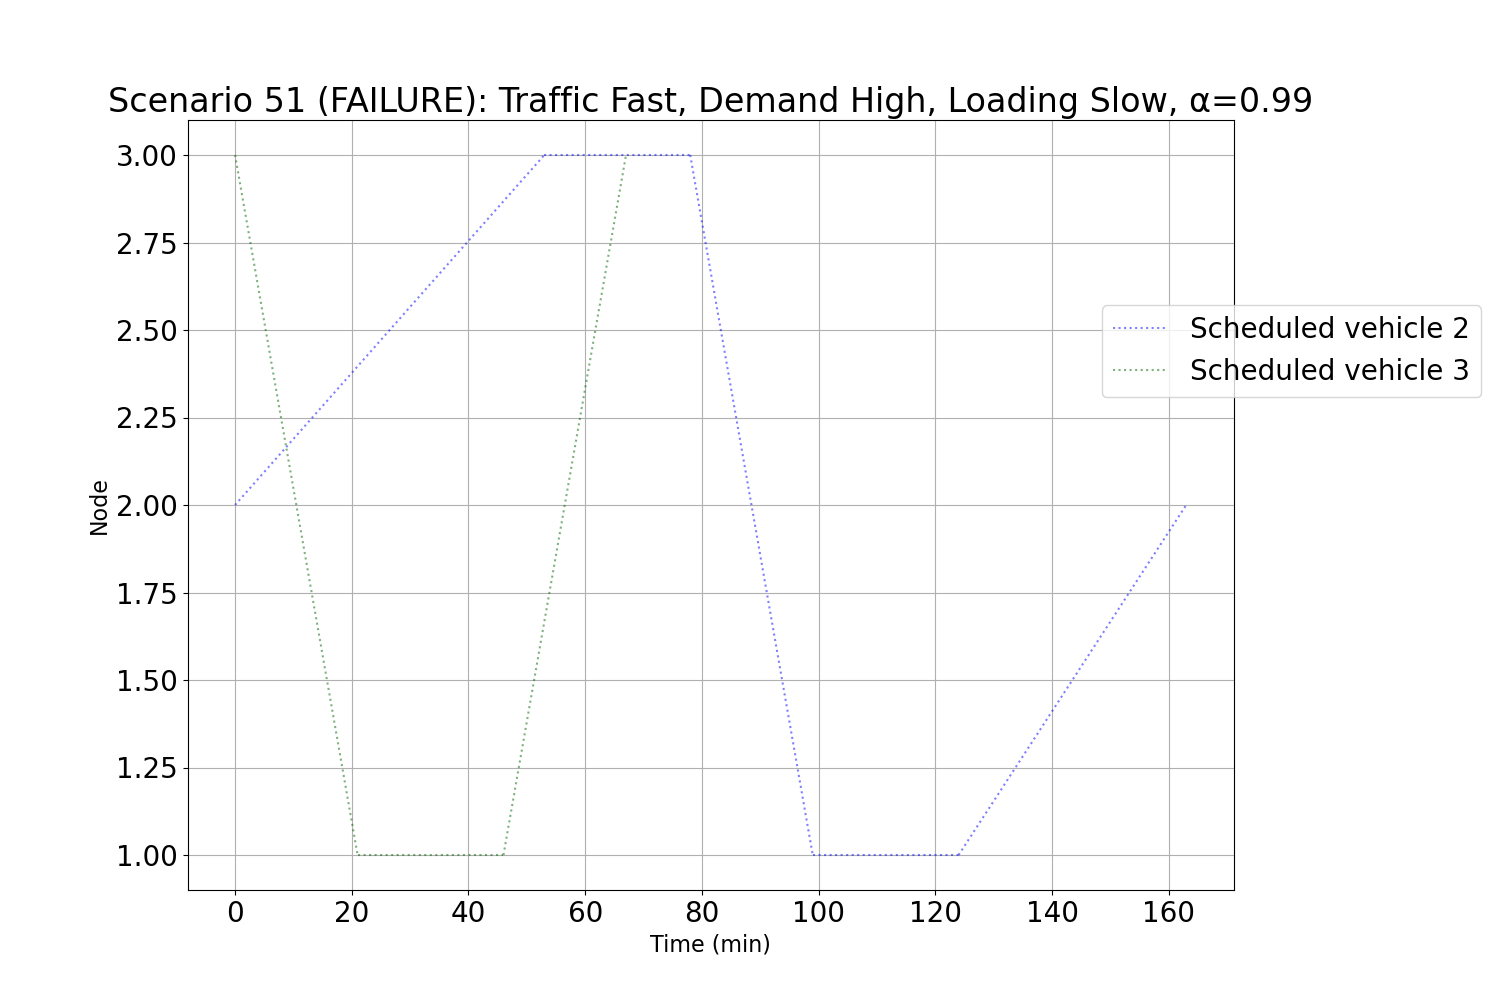 Scenario 51 (FAILURE): Traffic Fast, Demand High, Loading Slow, α=0.99
3.00
2.75
2.50
2.25
2.00
1.75
1.50
1.25
1.00
Node
Scheduled vehicle 2
Scheduled vehicle 3
0 20 40 60 80 100 120 140 160
Time (min)